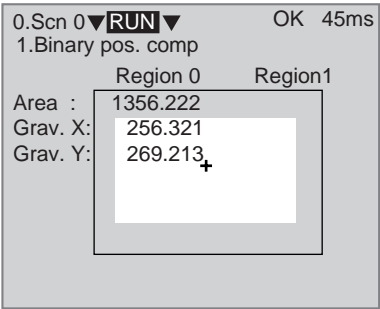 0.Scn 0▼RUN▼ OK 45ms
1.Binary pos. comp
Region 0 Region1
Area : 1356.222
Grav. X: 256.321
Grav. Y: 269.213